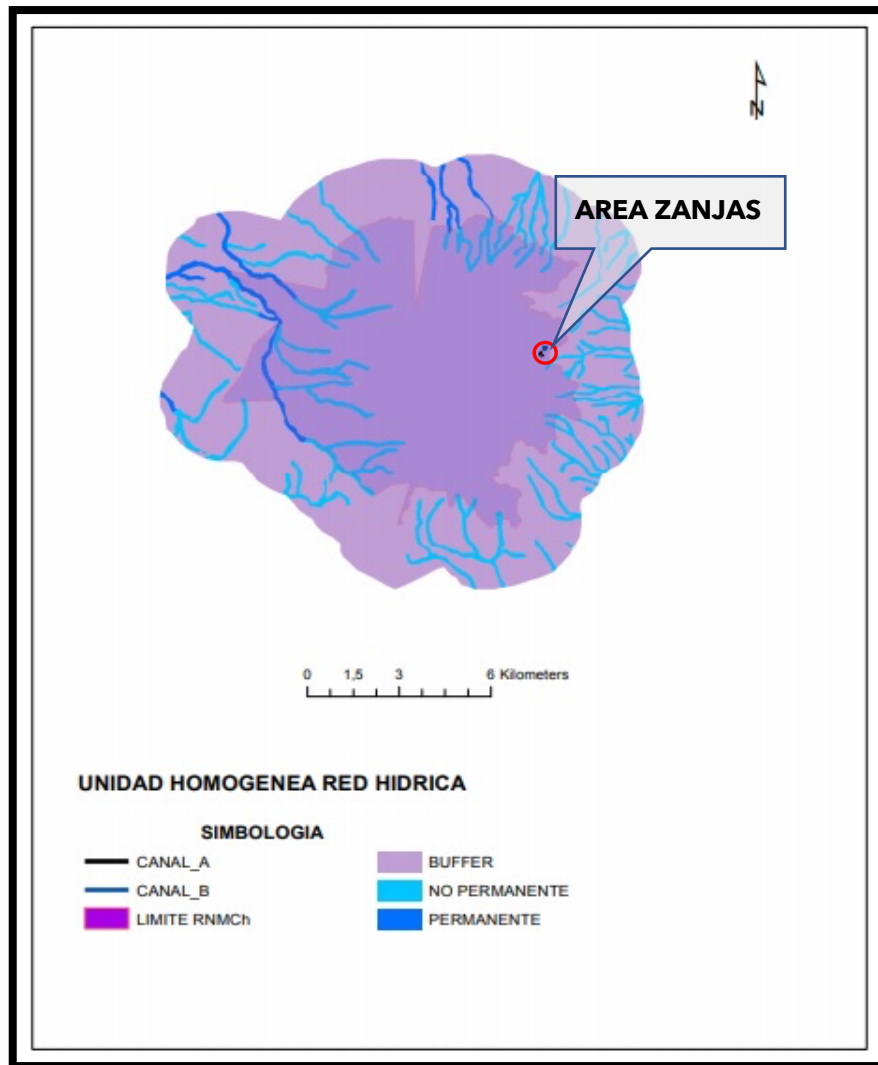 N
AREA ZANJAS
0 1,5 3 6 Kilometers
UNIDAD HOMOGENEA RED HIDRICA
SIMBOLOGIA
CANAL_A
CANAL_B
LIMITE RNMCh
BUFFER
NO PERMANENTE
PERMANENTE